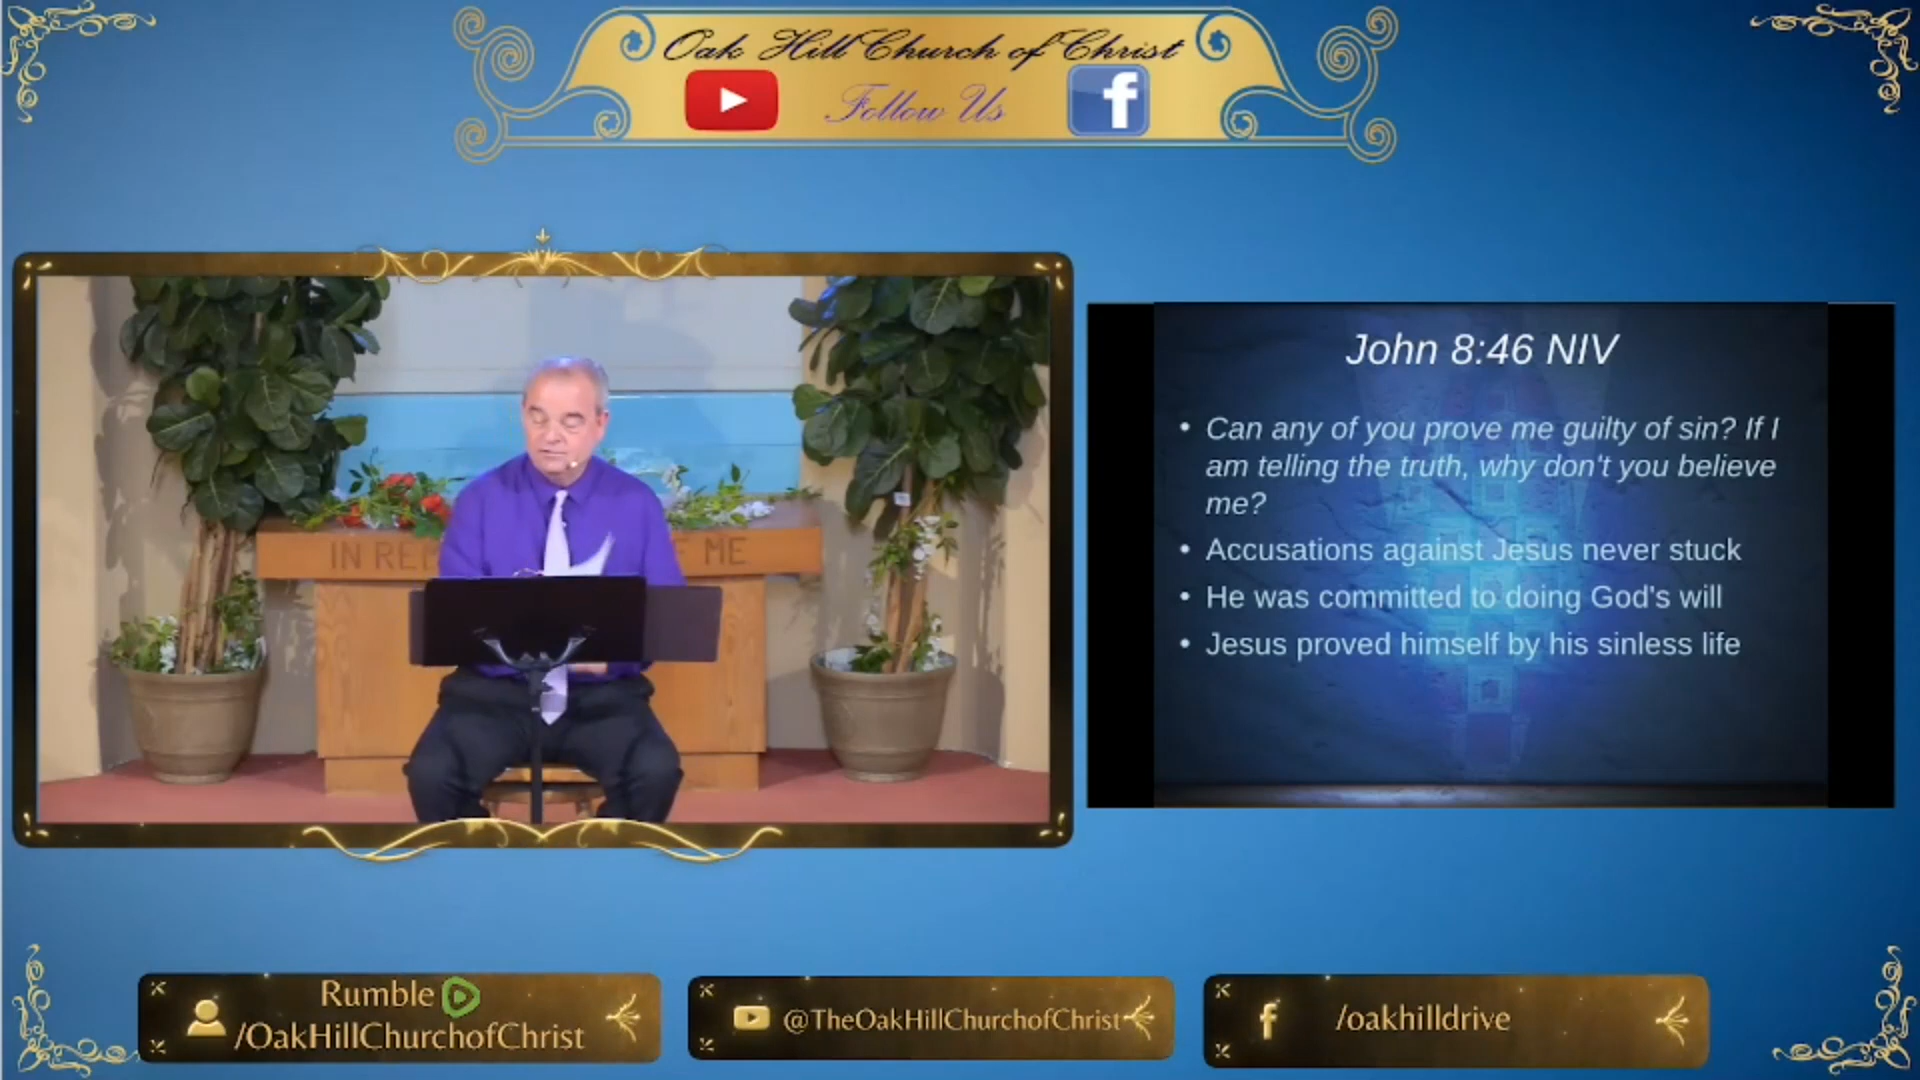 Oak Hill Church of Christ
Follow Us
IN RE
ME
John 8:46 NIV
• Can any of you prove me guilty of sin? If I
am telling the truth, why don't you believe
me?
• Accusations against Jesus never stuck
• He was committed to doing God's will
• Jesus proved himself by his sinless life
Rumble
/OakHillChurchofChrist
@TheOakHillChurchofChrist
/oakhilldrive